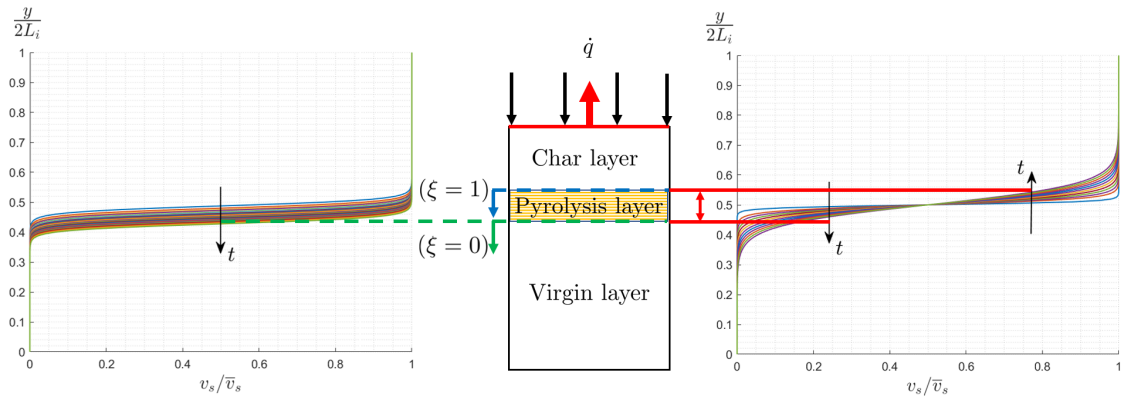 y/2L_i
1
0.9
0.8
0.7
0.6
0.5
0.4
0.3
0.2
0.1
0
0 0.2 0.4 0.6 0.8 1
v_s/v̅_s
t
q̇
Char layer
(ξ = 1)
Pyrolysis layer
(ξ = 0)
Virgin layer
y/2L_i
1
0.9
0.8
0.7
0.6
0.5
0.4
0.3
0.2
0.1
0
0 0.2 0.4 0.6 0.8 1
v_s/v̅_s
t
t